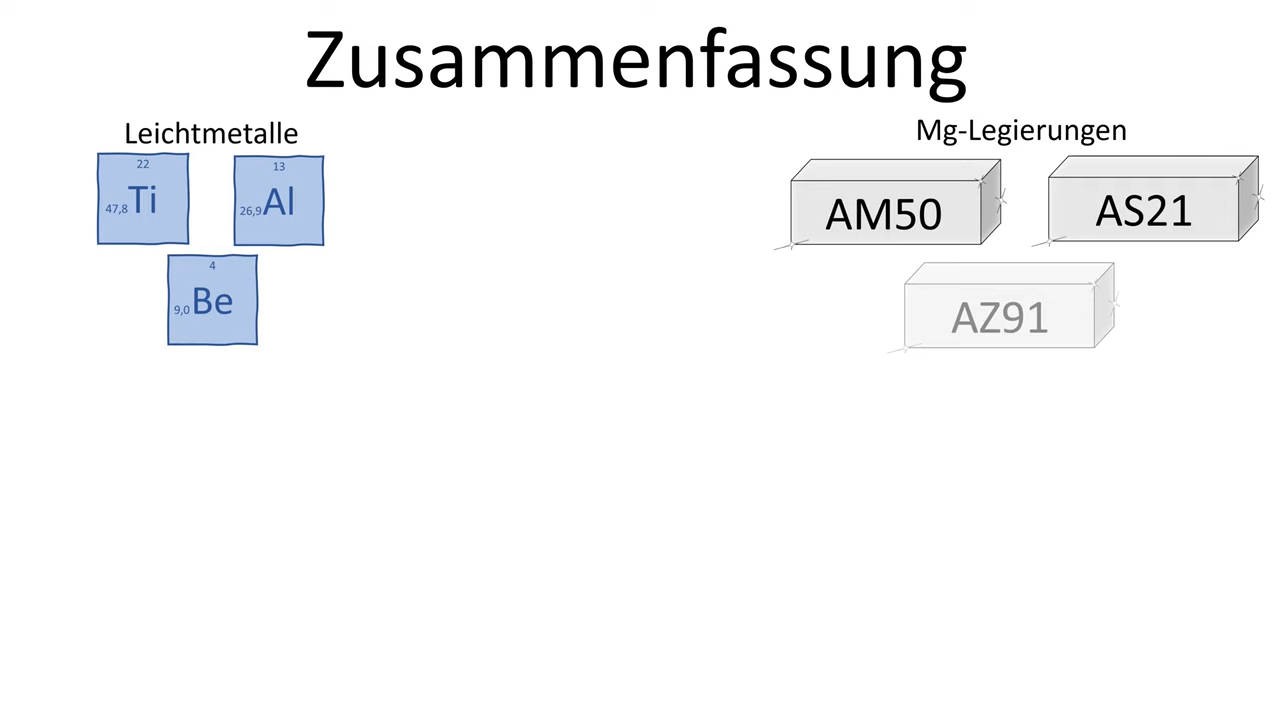 Zusammenfassung
Leichtmetalle
22
47,8 Ti
13
26,9 Al
4
9,0 Be
Mg-Legierungen
AM50
AS21
AZ91